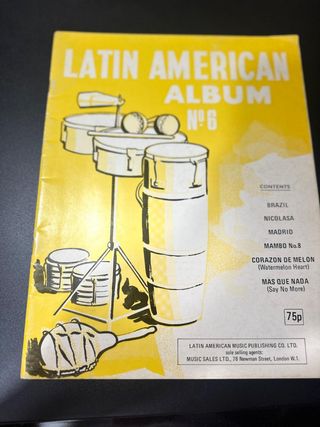 LATIN AMERICAN
ALBUM
Nº 6
CONTENTS
BRAZIL
NICOLASA
MADRID
MAMBO No.8
CORAZON DE MELON
(Watermelon Heart)
MAS QUE NADA
(Say No More)
75p
LATIN AMERICAN MUSIC PUBLISHING CO. LTD.
sole selling agents:
MUSIC SALES LTD., 78 Newman Street, London W.1.